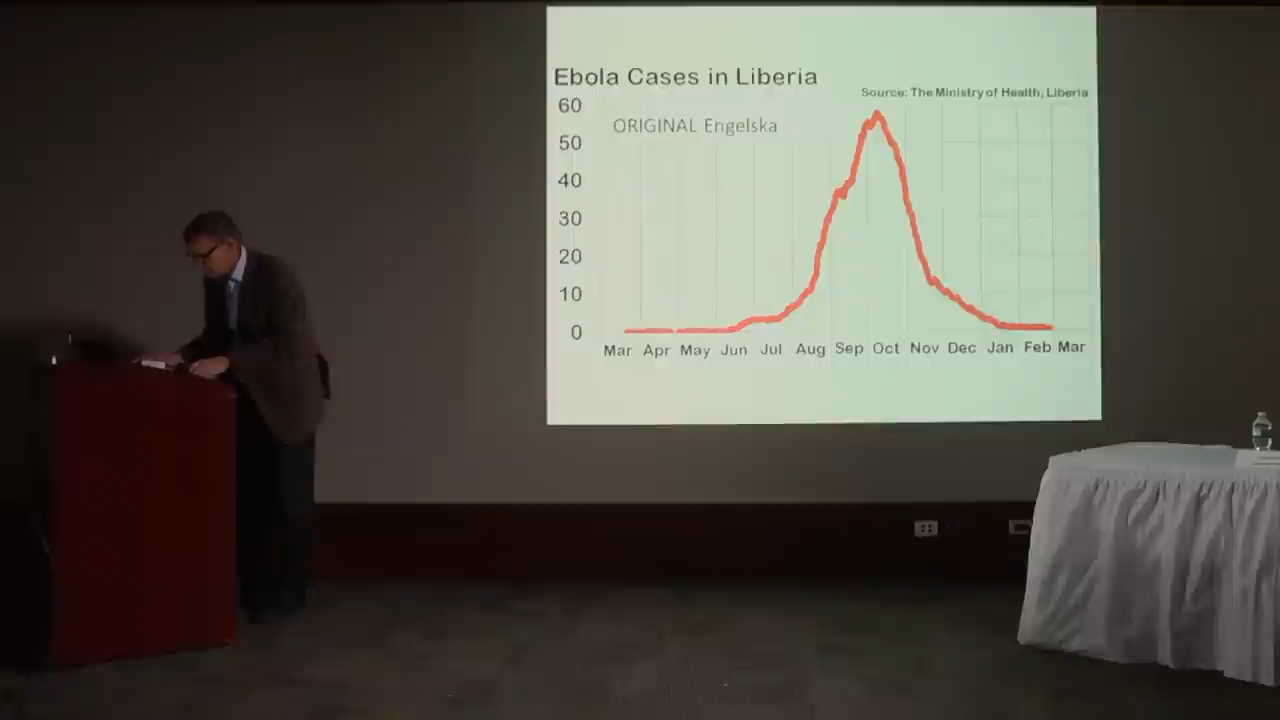 Ebola Cases in Liberia
Source: The Ministry of Health, Liberia
ORIGINAL Engelska
60
50
40
30
20
10
0
Mar Apr May Jun Jul Aug Sep Oct Nov Dec Jan Feb Mar